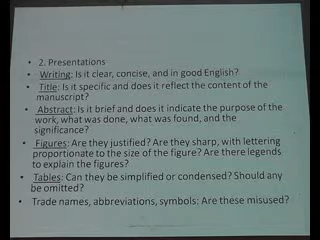 • 2. Presentations
• Writing: Is it clear, concise, and in good English?
• Title: Is it specific and does it reflect the content of the
manuscript?
• Abstract: Is it brief and does it indicate the purpose of the
work, what was done, what was found, and the
significance?
• Figures: Are they justified? Are they sharp, with lettering
proportionate to the size of the figure? Are there legends
to explain the figures?
• Tables: Can they be simplified or condensed? Should any
be omitted?
• Trade names, abbreviations, symbols: Are these misused?